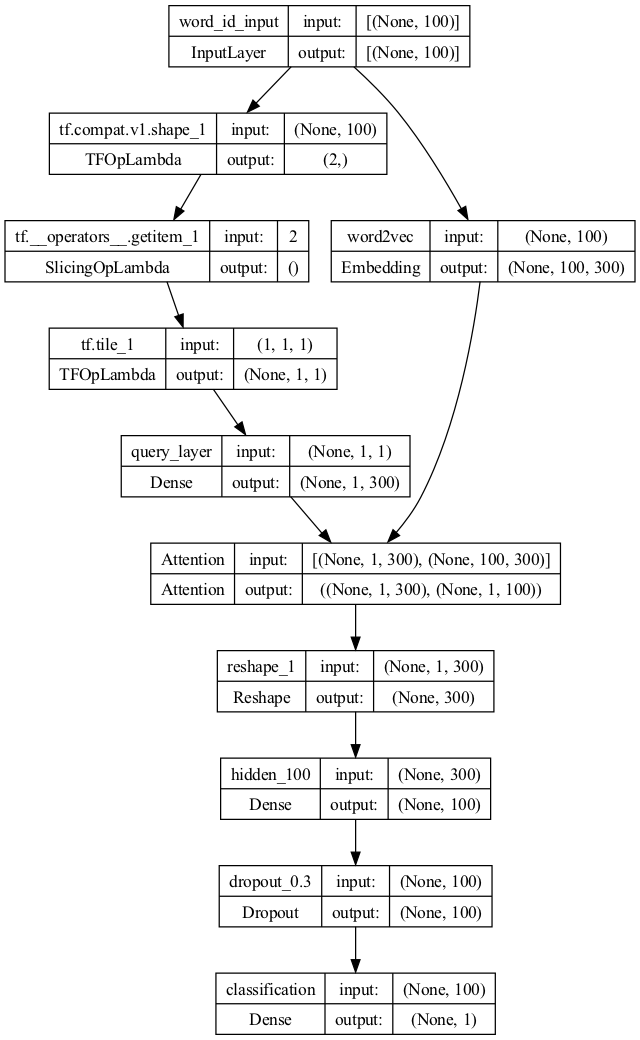 word_id_input input: [(None, 100)]
InputLayer output: [(None, 100)]
tf.compat.v1.shape_1 input: (None, 100)
TFOpLambda output: (2,)
tf.__operators__.getitem_1 input: 2
SlicingOpLambda output: ()
word2vec input: (None, 100)
Embedding output: (None, 100, 300)
tf.tile_1 input: (1, 1, 1)
TFOpLambda output: (None, 1, 1)
query_layer input: (None, 1, 1)
Dense output: (None, 1, 300)
Attention input: [(None, 1, 300), (None, 100, 300)]
Attention output: ((None, 1, 300), (None, 1, 100))
reshape_1 input: (None, 1, 300)
Reshape output: (None, 300)
hidden_100 input: (None, 300)
Dense output: (None, 100)
dropout_0.3 input: (None, 100)
Dropout output: (None, 100)
classification input: (None, 100)
Dense output: (None, 1)